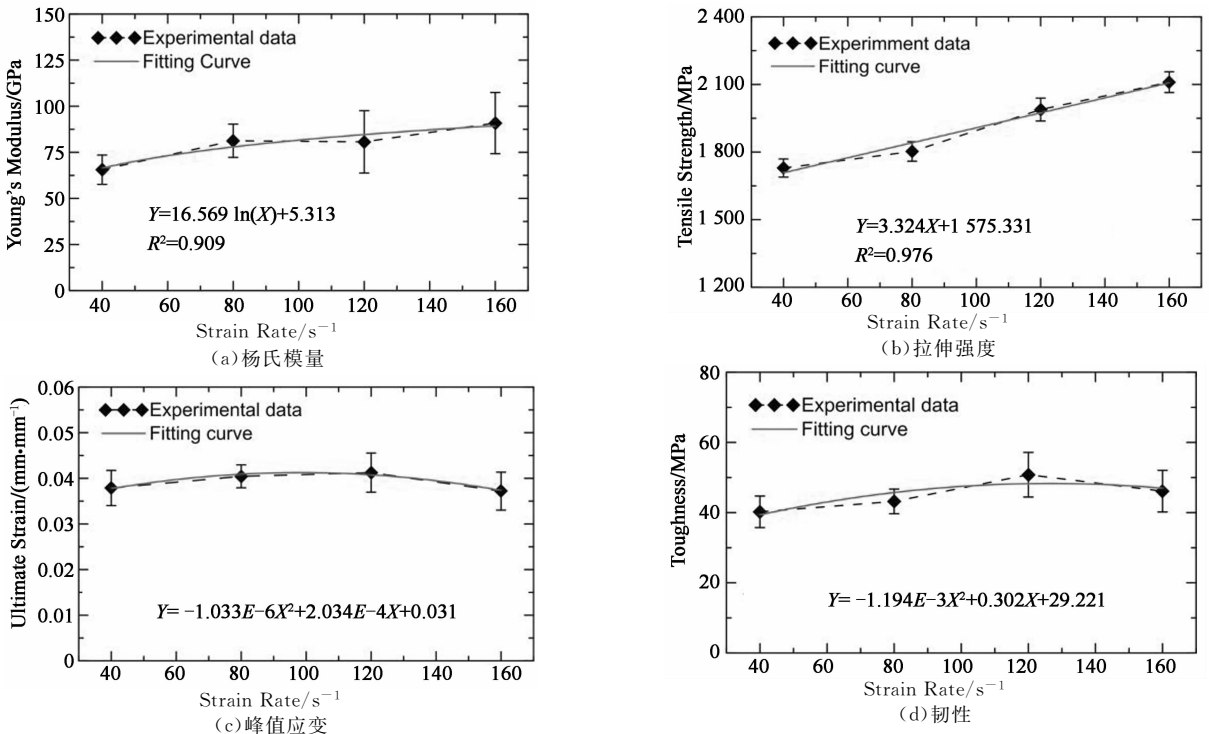 150
125
100
75
50
25
0
Young's Modulus/GPa
Experimental data
Fitting Curve
Y=16.569 ln(X)+5.313
R²=0.909
40 60 80 100 120 140 160
Strain Rate/s⁻¹
(a)杨氏模量
2 400
2 100
1 800
1 500
1 200
Tensile Strength/MPa
Experimment data
Fitting curve
Y=3.324X+1 575.331
R²=0.976
40 60 80 100 120 140 160
Strain Rate/s⁻¹
(b)拉伸强度
0.06
0.05
0.04
0.03
0.02
0.01
0
Ultimate Strain/(mm•mm⁻¹)
Experimental data
Fitting curve
Y= −1.033E−6X²+2.034E−4X+0.031
40 60 80 100 120 140 160
Strain Rate/s⁻¹
(c)峰值应变
80
60
40
20
0
Toughness/MPa
Experimental data
Fitting curve
Y= −1.194E−3X²+0.302X+29.221
40 60 80 100 120 140 160
Strain Rate/s⁻¹
(d)韧性